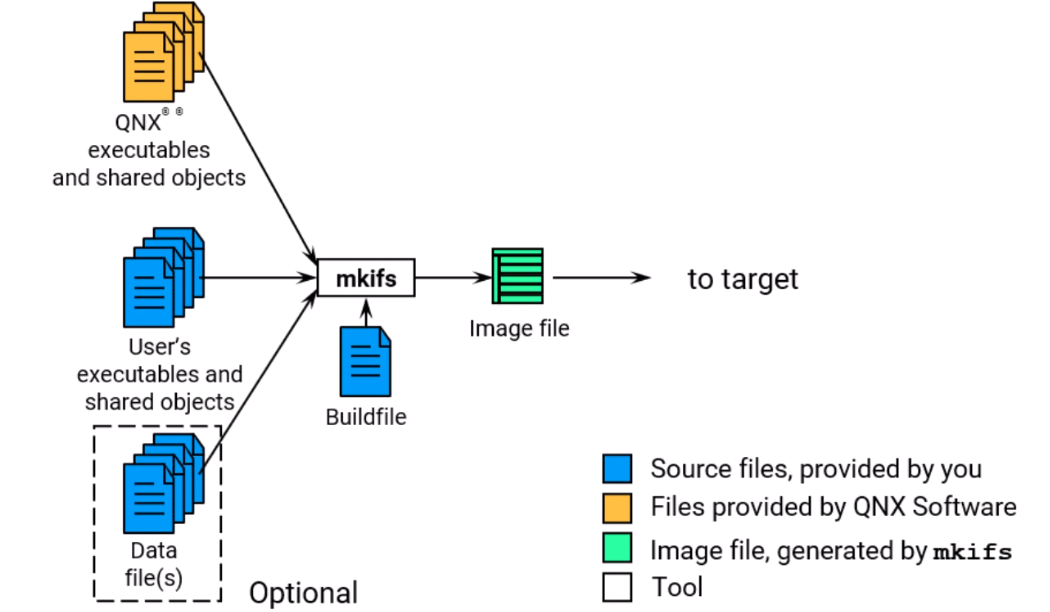 QNX® ®
executables
and shared objects
mkifs
to target
Image file
User's
executables and
shared objects
Buildfile
Data
file(s)
Optional
Source files, provided by you
Files provided by QNX Software
Image file, generated by mkifs
Tool